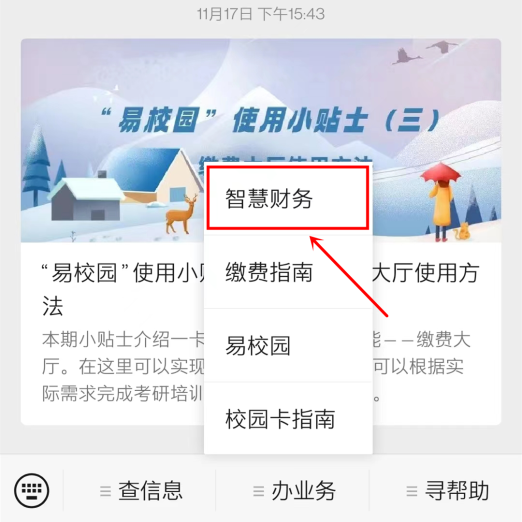 11月17日 下午15:43
“易校园”使用小贴士（三）
缴费大厅使用方法
智慧财务
“易校园”使用小贴
大厅使用方
法
缴费指南
本期小贴士介绍一卡
能——缴费大
厅。在这里可以实现
可以根据实
易校园
际需求完成考研培训
。
校园卡指南
查信息
办业务
寻帮助